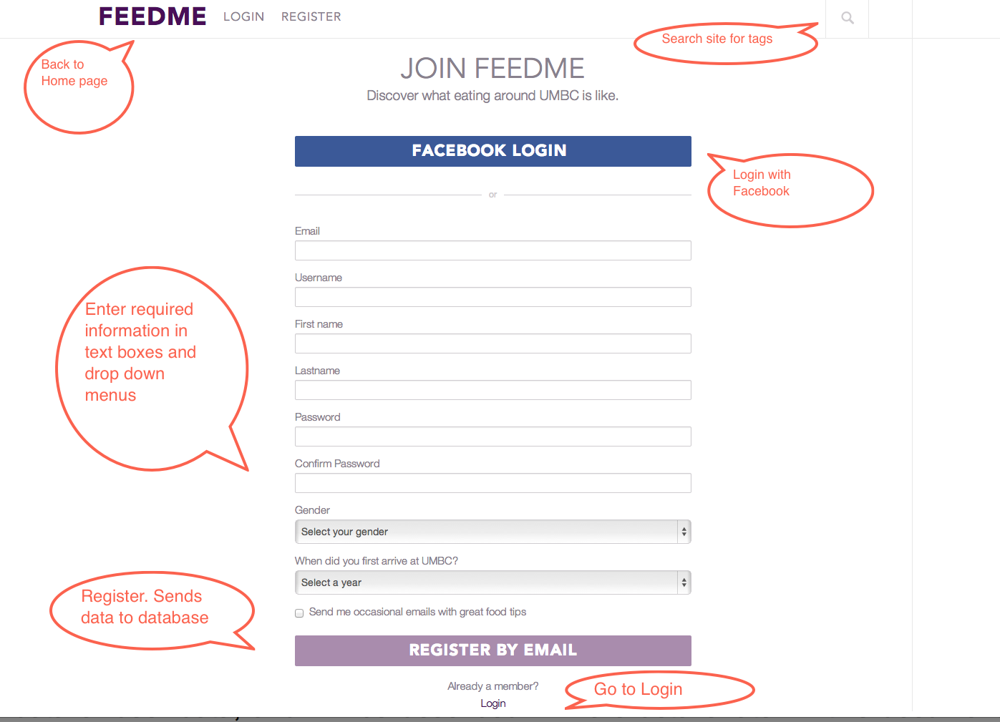 FEEDME LOGIN REGISTER
Search site for tags
Back to
Home page
JOIN FEEDME
Discover what eating around UMBC is like.
FACEBOOK LOGIN
Login with
Facebook
or
Email
Username
First name
Enter required
information in
text boxes and
drop down
menus
Lastname
Password
Confirm Password
Gender
Select your gender
When did you first arrive at UMBC?
Select a year
Register. Sends
data to database
Send me occasional emails with great food tips
REGISTER BY EMAIL
Already a member?
Go to Login
Login